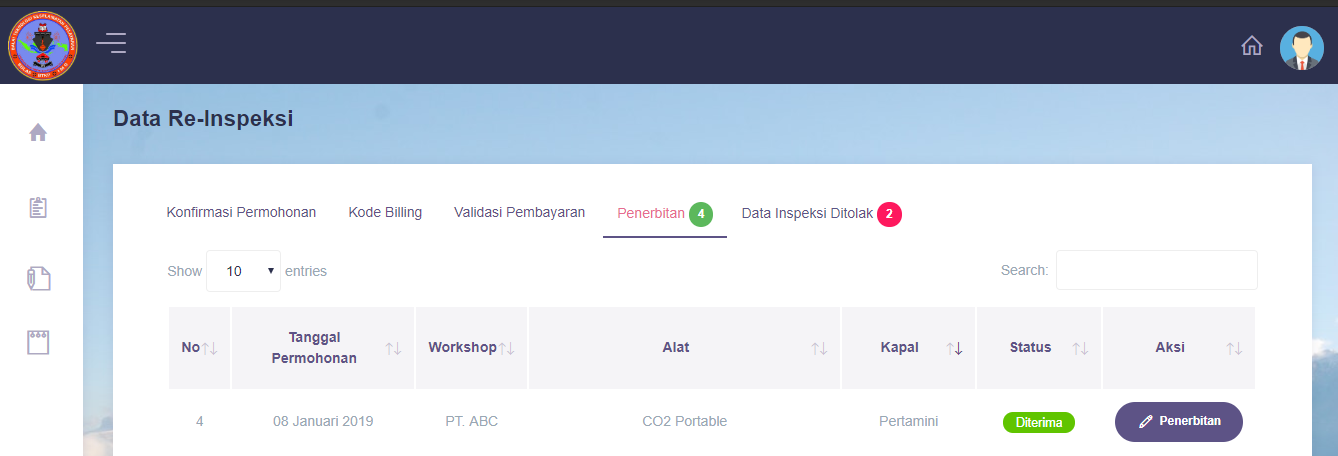 Data Re-Inspeksi
Konfirmasi Permohonan Kode Billing Validasi Pembayaran Penerbitan 4 Data Inspeksi Ditolak 2
Show 10 entries Search:
No Tanggal Permohonan Workshop Alat Kapal Status Aksi
4 08 Januari 2019 PT. ABC CO2 Portable Pertamini Diterima Penerbitan